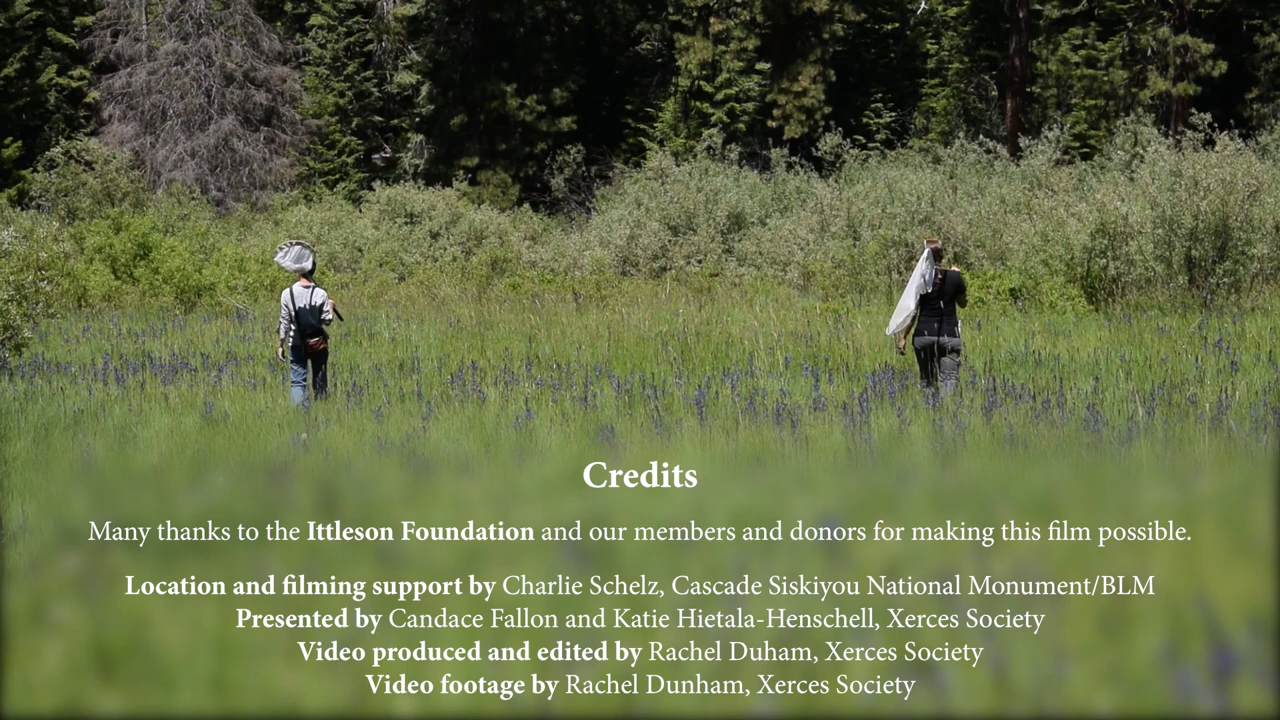 Credits
Many thanks to the Ittleson Foundation and our members and donors for making this film possible.
Location and filming support by Charlie Schelz, Cascade Siskiyou National Monument/BLM
Presented by Candace Fallon and Katie Hietala-Henschell, Xerces Society
Video produced and edited by Rachel Duham, Xerces Society
Video footage by Rachel Dunham, Xerces Society